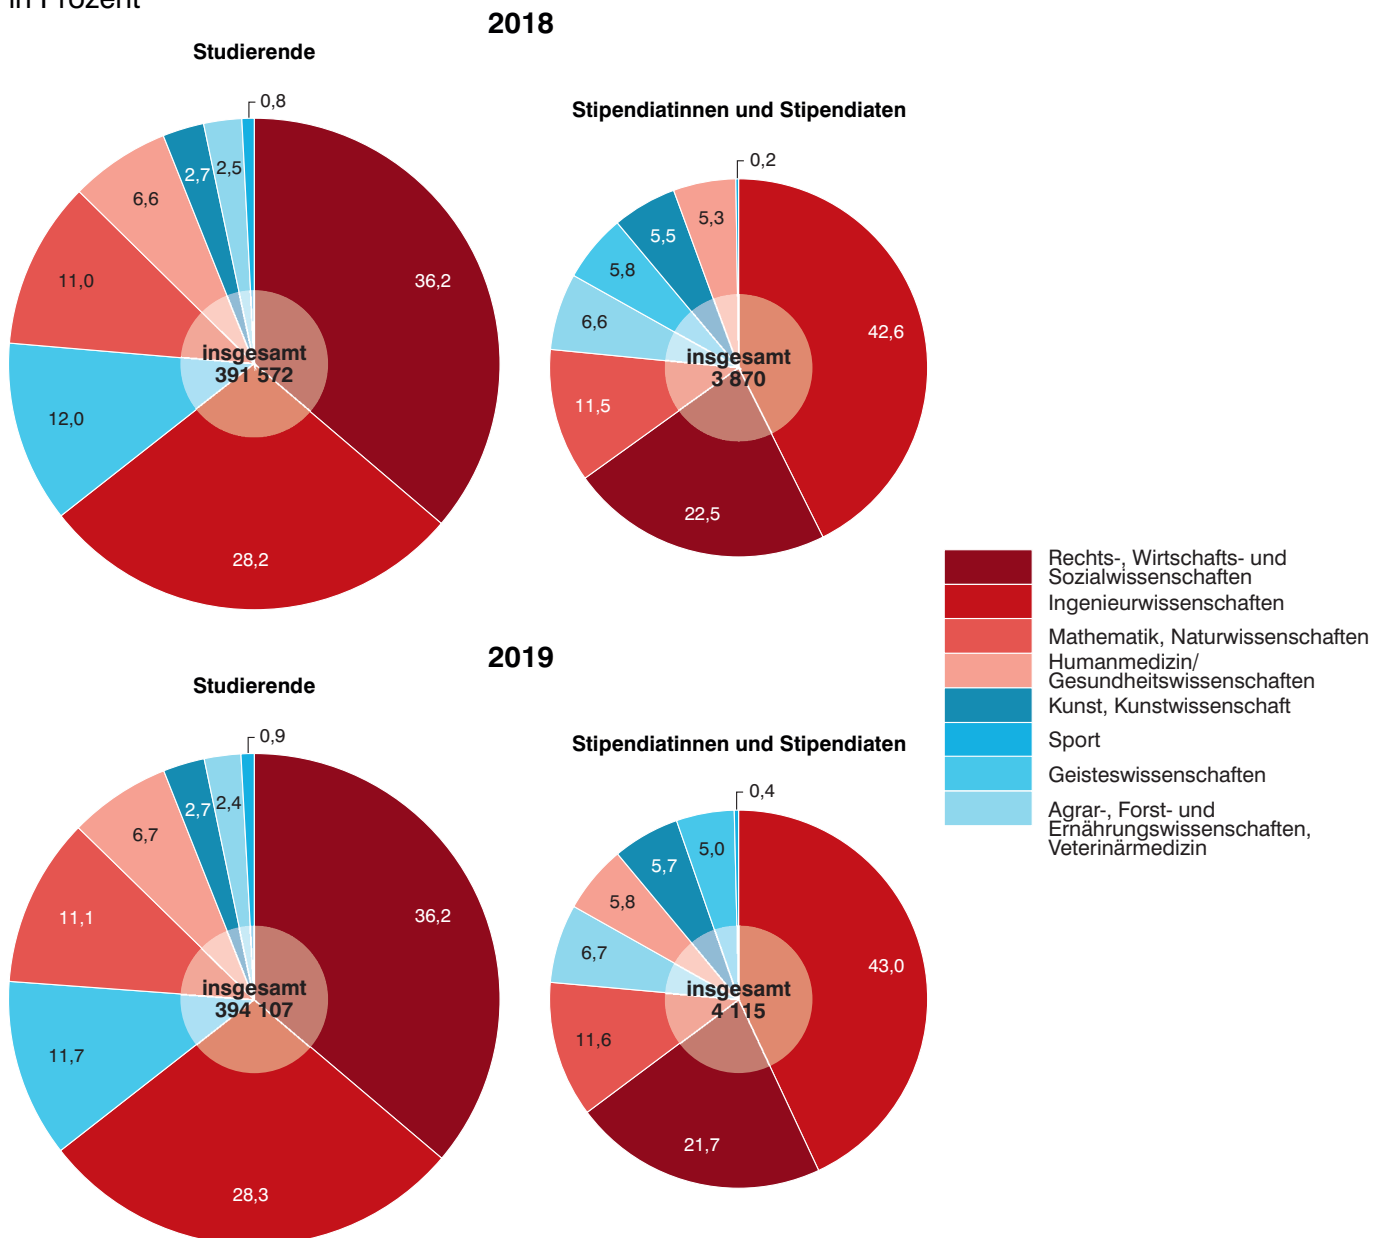 in Prozent
2018
Studierende
0,8
2,5
2,7
6,6
11,0
12,0
28,2
36,2
insgesamt
391 572
Stipendiatinnen und Stipendiaten
0,2
5,3
5,5
5,8
6,6
11,5
22,5
42,6
insgesamt
3 870
Rechts-, Wirtschafts- und
Sozialwissenschaften
Ingenieurwissenschaften
Mathematik, Naturwissenschaften
Humanmedizin/
Gesundheitswissenschaften
Kunst, Kunstwissenschaft
Sport
Geisteswissenschaften
Agrar-, Forst- und
Ernährungswissenschaften,
Veterinärmedizin
2019
Studierende
0,9
2,4
2,7
6,7
11,1
11,7
28,3
36,2
insgesamt
394 107
Stipendiatinnen und Stipendiaten
0,4
5,0
5,7
5,8
6,7
11,6
21,7
43,0
insgesamt
4 115